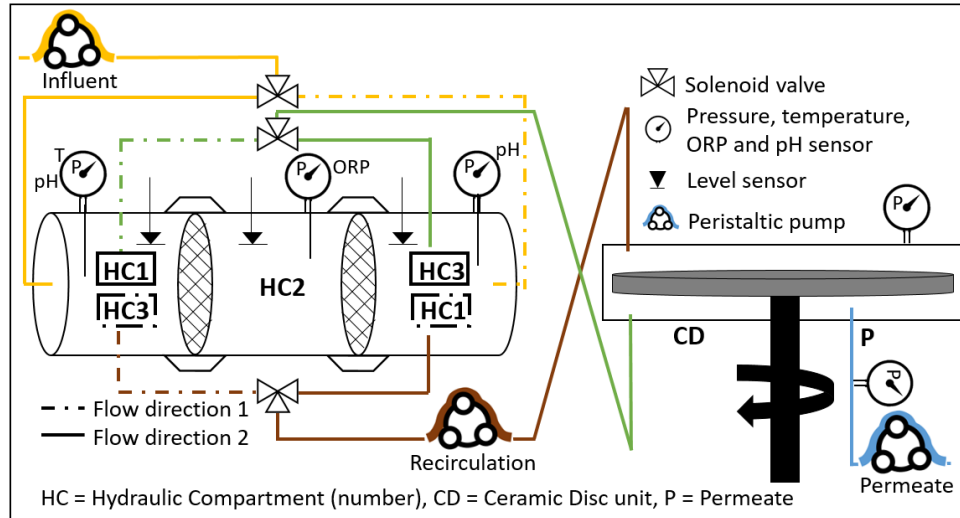 Influent
Solenoid valve
Pressure, temperature,
ORP and pH sensor
Level sensor
Peristaltic pump
T
pH
P
P
ORP
P
pH
P
HC1
HC3
HC2
HC3
HC1
CD
P
P
Flow direction 1
Flow direction 2
Recirculation
Permeate
HC = Hydraulic Compartment (number), CD = Ceramic Disc unit, P = Permeate